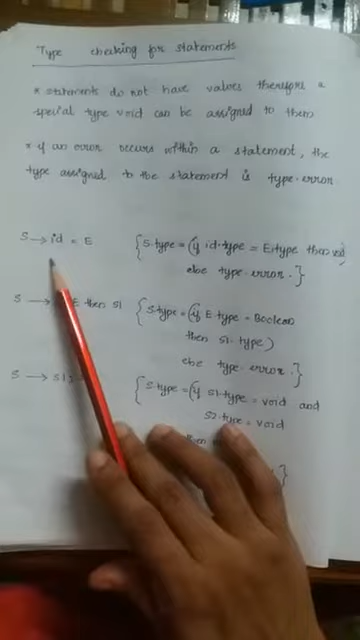 Type checking for statements
* statements do not have values therefore a
special type void can be assigned to them
* if an error occurs within a statement, the
type assigned to the statement is type-error.
S → id = E {S.type = (if id.type = E.type then void
else type-error.}
S → E then S1 {S.type = (if E.type = Boolean
then S1.type)
else type-error.}
S → S1; {S.type = (if S1.type = void and
S2.type = void
then
}